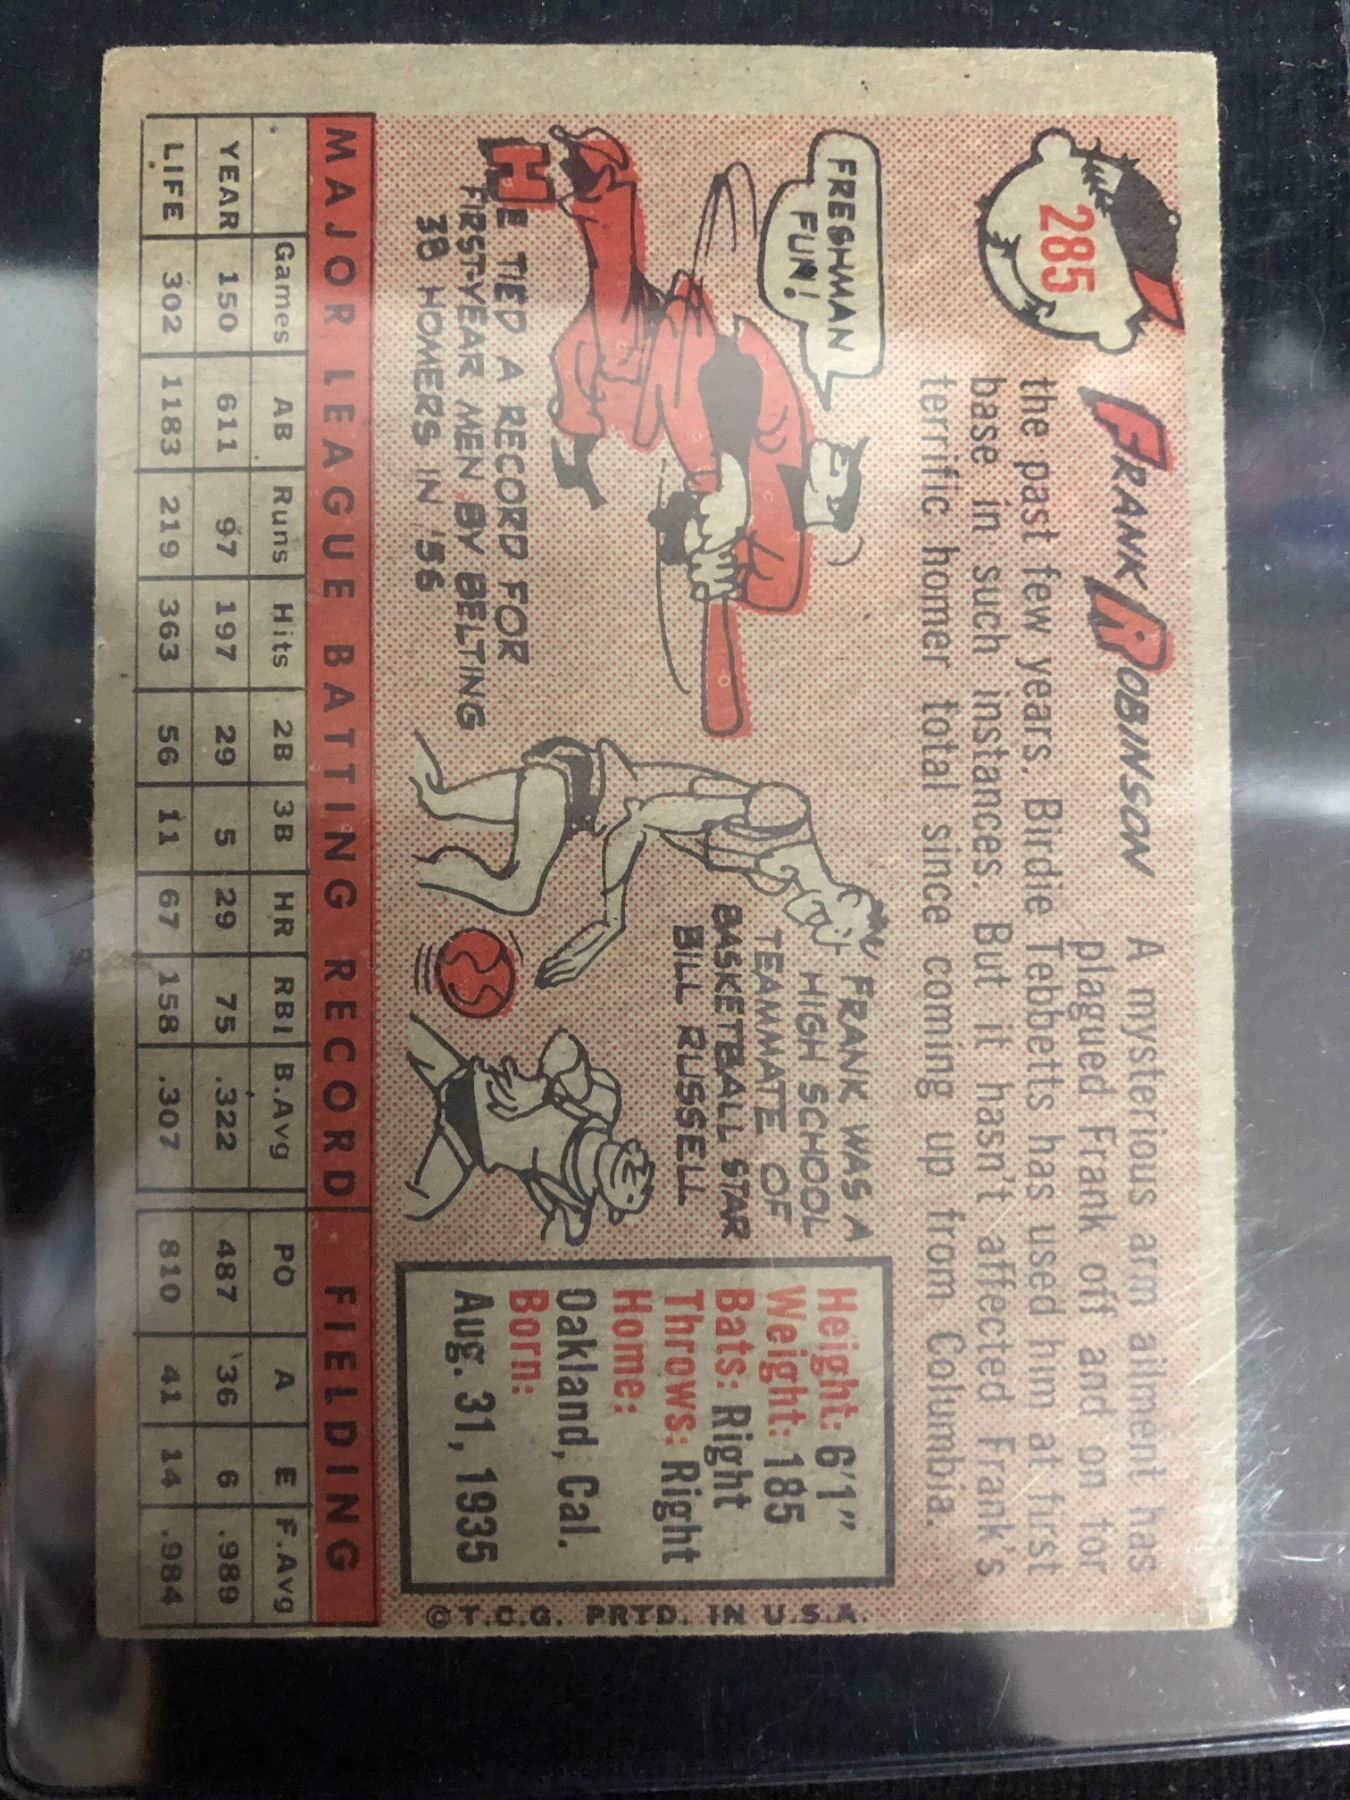 285
FRANK ROBINSON
A mysterious arm ailment has
plagued Frank off and on for
the past few years. Birdie Tebbetts has used him at first
base in such instances. But it hasn't affected Frank's
terrific homer total since coming up from Columbia.
FRESHMAN
FUN!
HE TIED A RECORD FOR
FIRST-YEAR MEN BY BELTING
38 HOMERS IN '56
FRANK WAS A
HIGH SCHOOL
TEAMMATE OF
BASKETBALL STAR
BILL RUSSELL
Height: 6'1"
Weight: 185
Bats: Right
Throws: Right
Home:
Oakland, Cal.
Born:
Aug. 31, 1935
©T.C.G. PRTD. IN U.S.A.
MAJOR LEAGUE BATTING RECORD FIELDING
Games AB Runs Hits 2B 3B HR RBI B.Avg PO A E F.Avg
YEAR 150 611 97 197 29 5 29 75 .322 487 36 6 .989
LIFE 302 1183 219 363 56 11 67 158 .307 810 41 14 .984